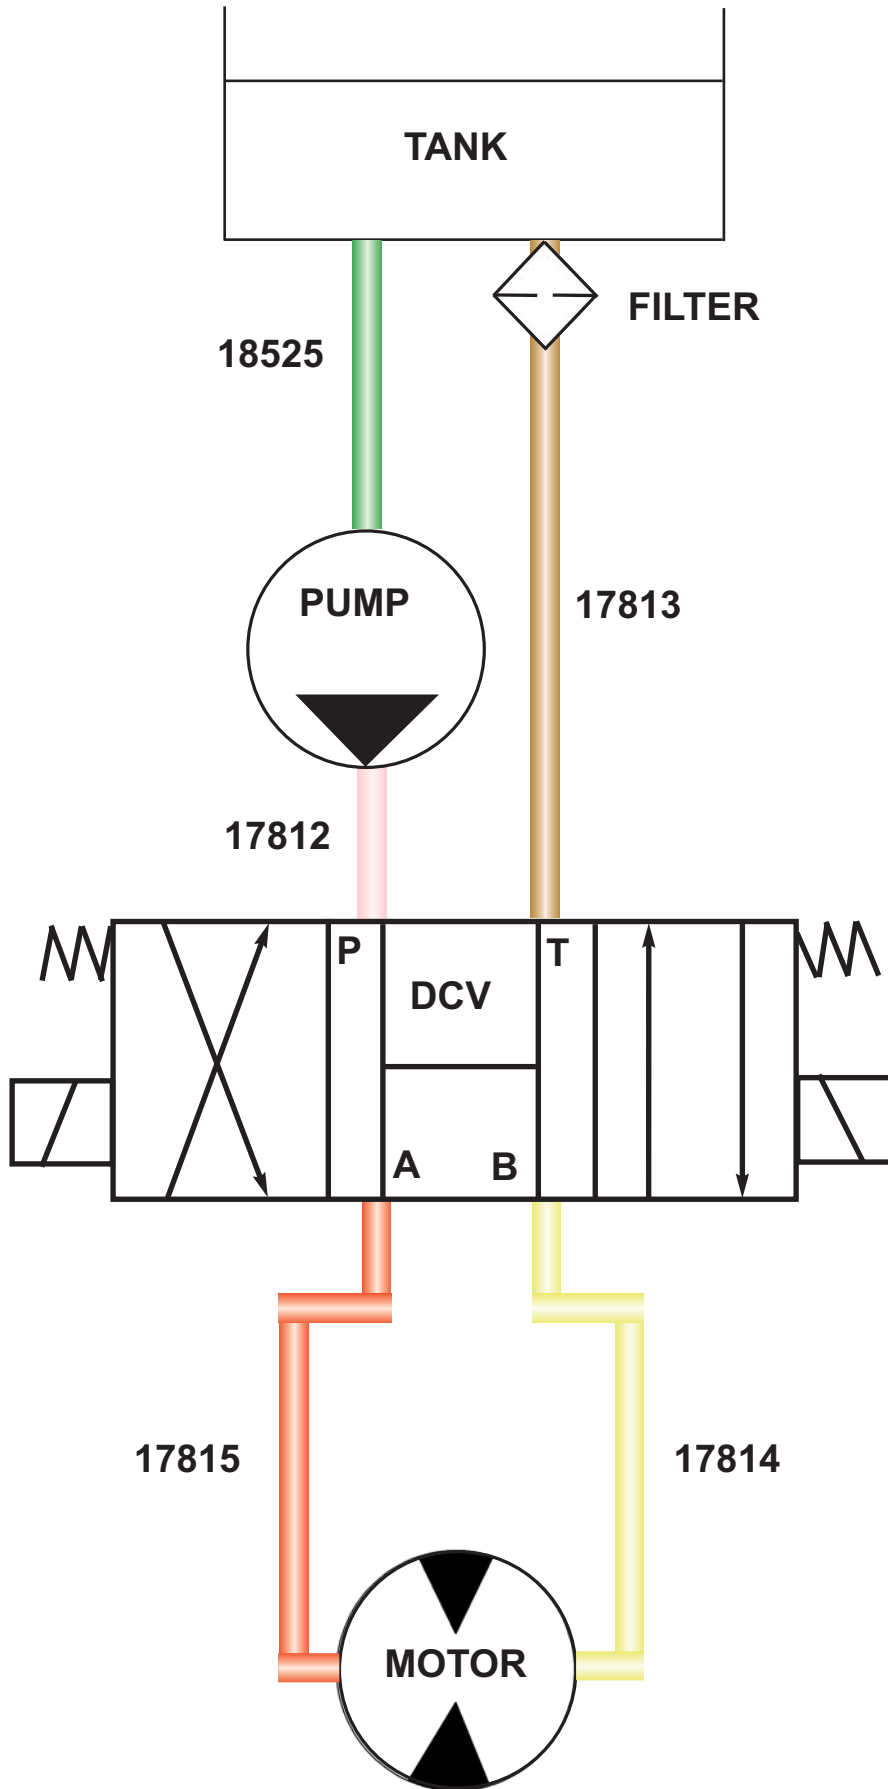 TANK
FILTER
18525
PUMP
17813
17812
P
T
DCV
A
B
17815
17814
MOTOR